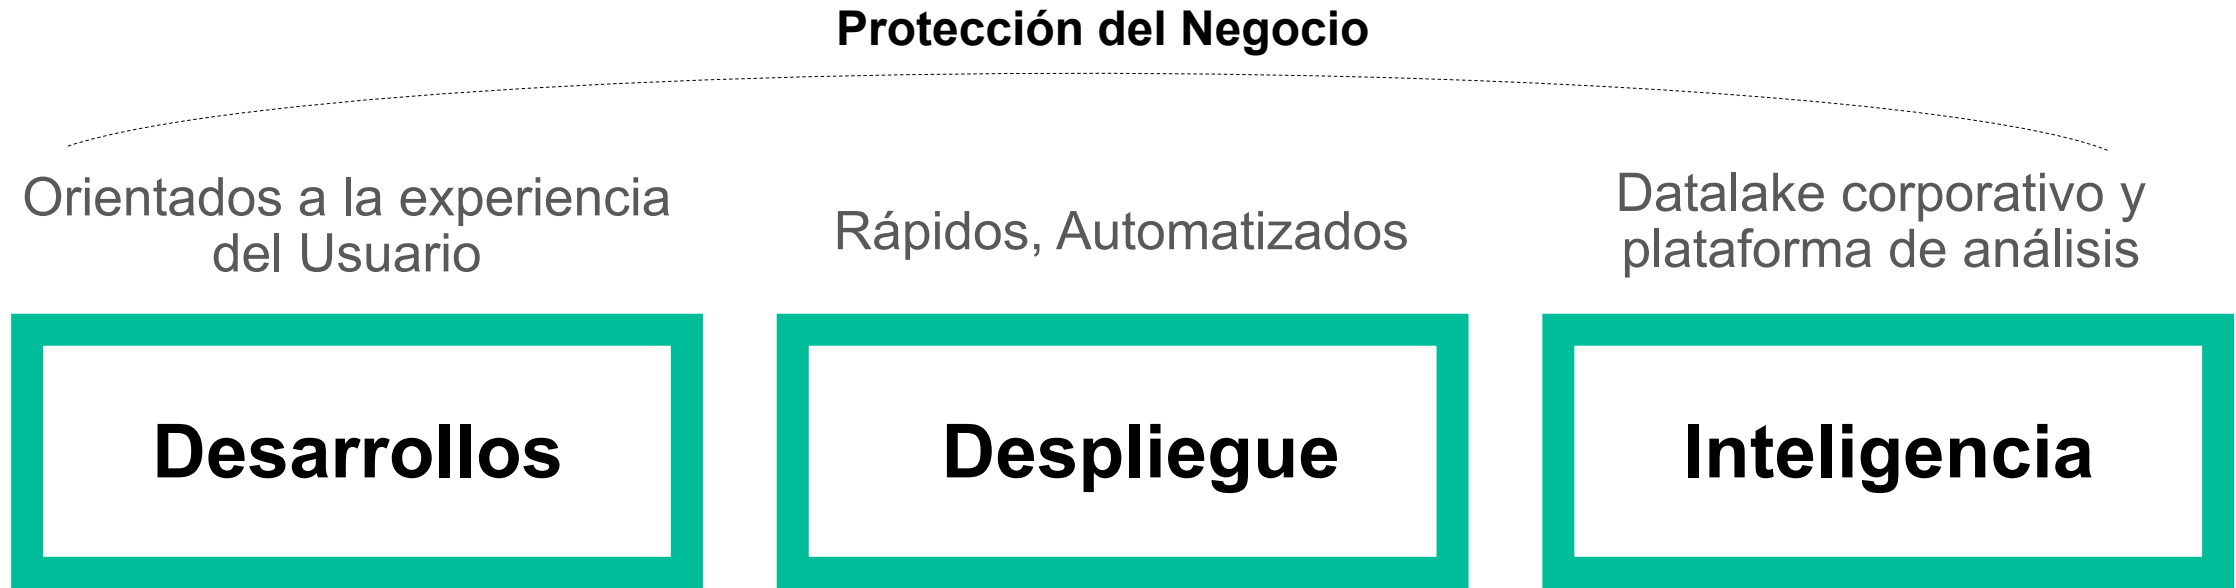 Protección del Negocio
Orientados a la experiencia
del Usuario
Rápidos, Automatizados
Datalake corporativo y
plataforma de análisis
Desarrollos
Despliegue
Inteligencia